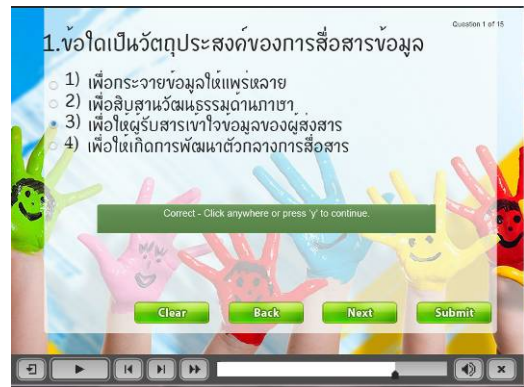 Question 1 of 15
1.ข้อใดเป็นวัตถุประสงค์ของการสื่อสารข้อมูล
1) เพื่อกระจายข้อมูลให้แพร่หลาย
2) เพื่อสืบสานวัฒนธรรมด้านภาษา
3) เพื่อให้ผู้รับสารเข้าใจข้อมูลของผู้ส่งสาร
4) เพื่อให้เกิดการพัฒนาตัวกลางการสื่อสาร
Correct - Click anywhere or press 'y' to continue.
Clear Back Next Submit